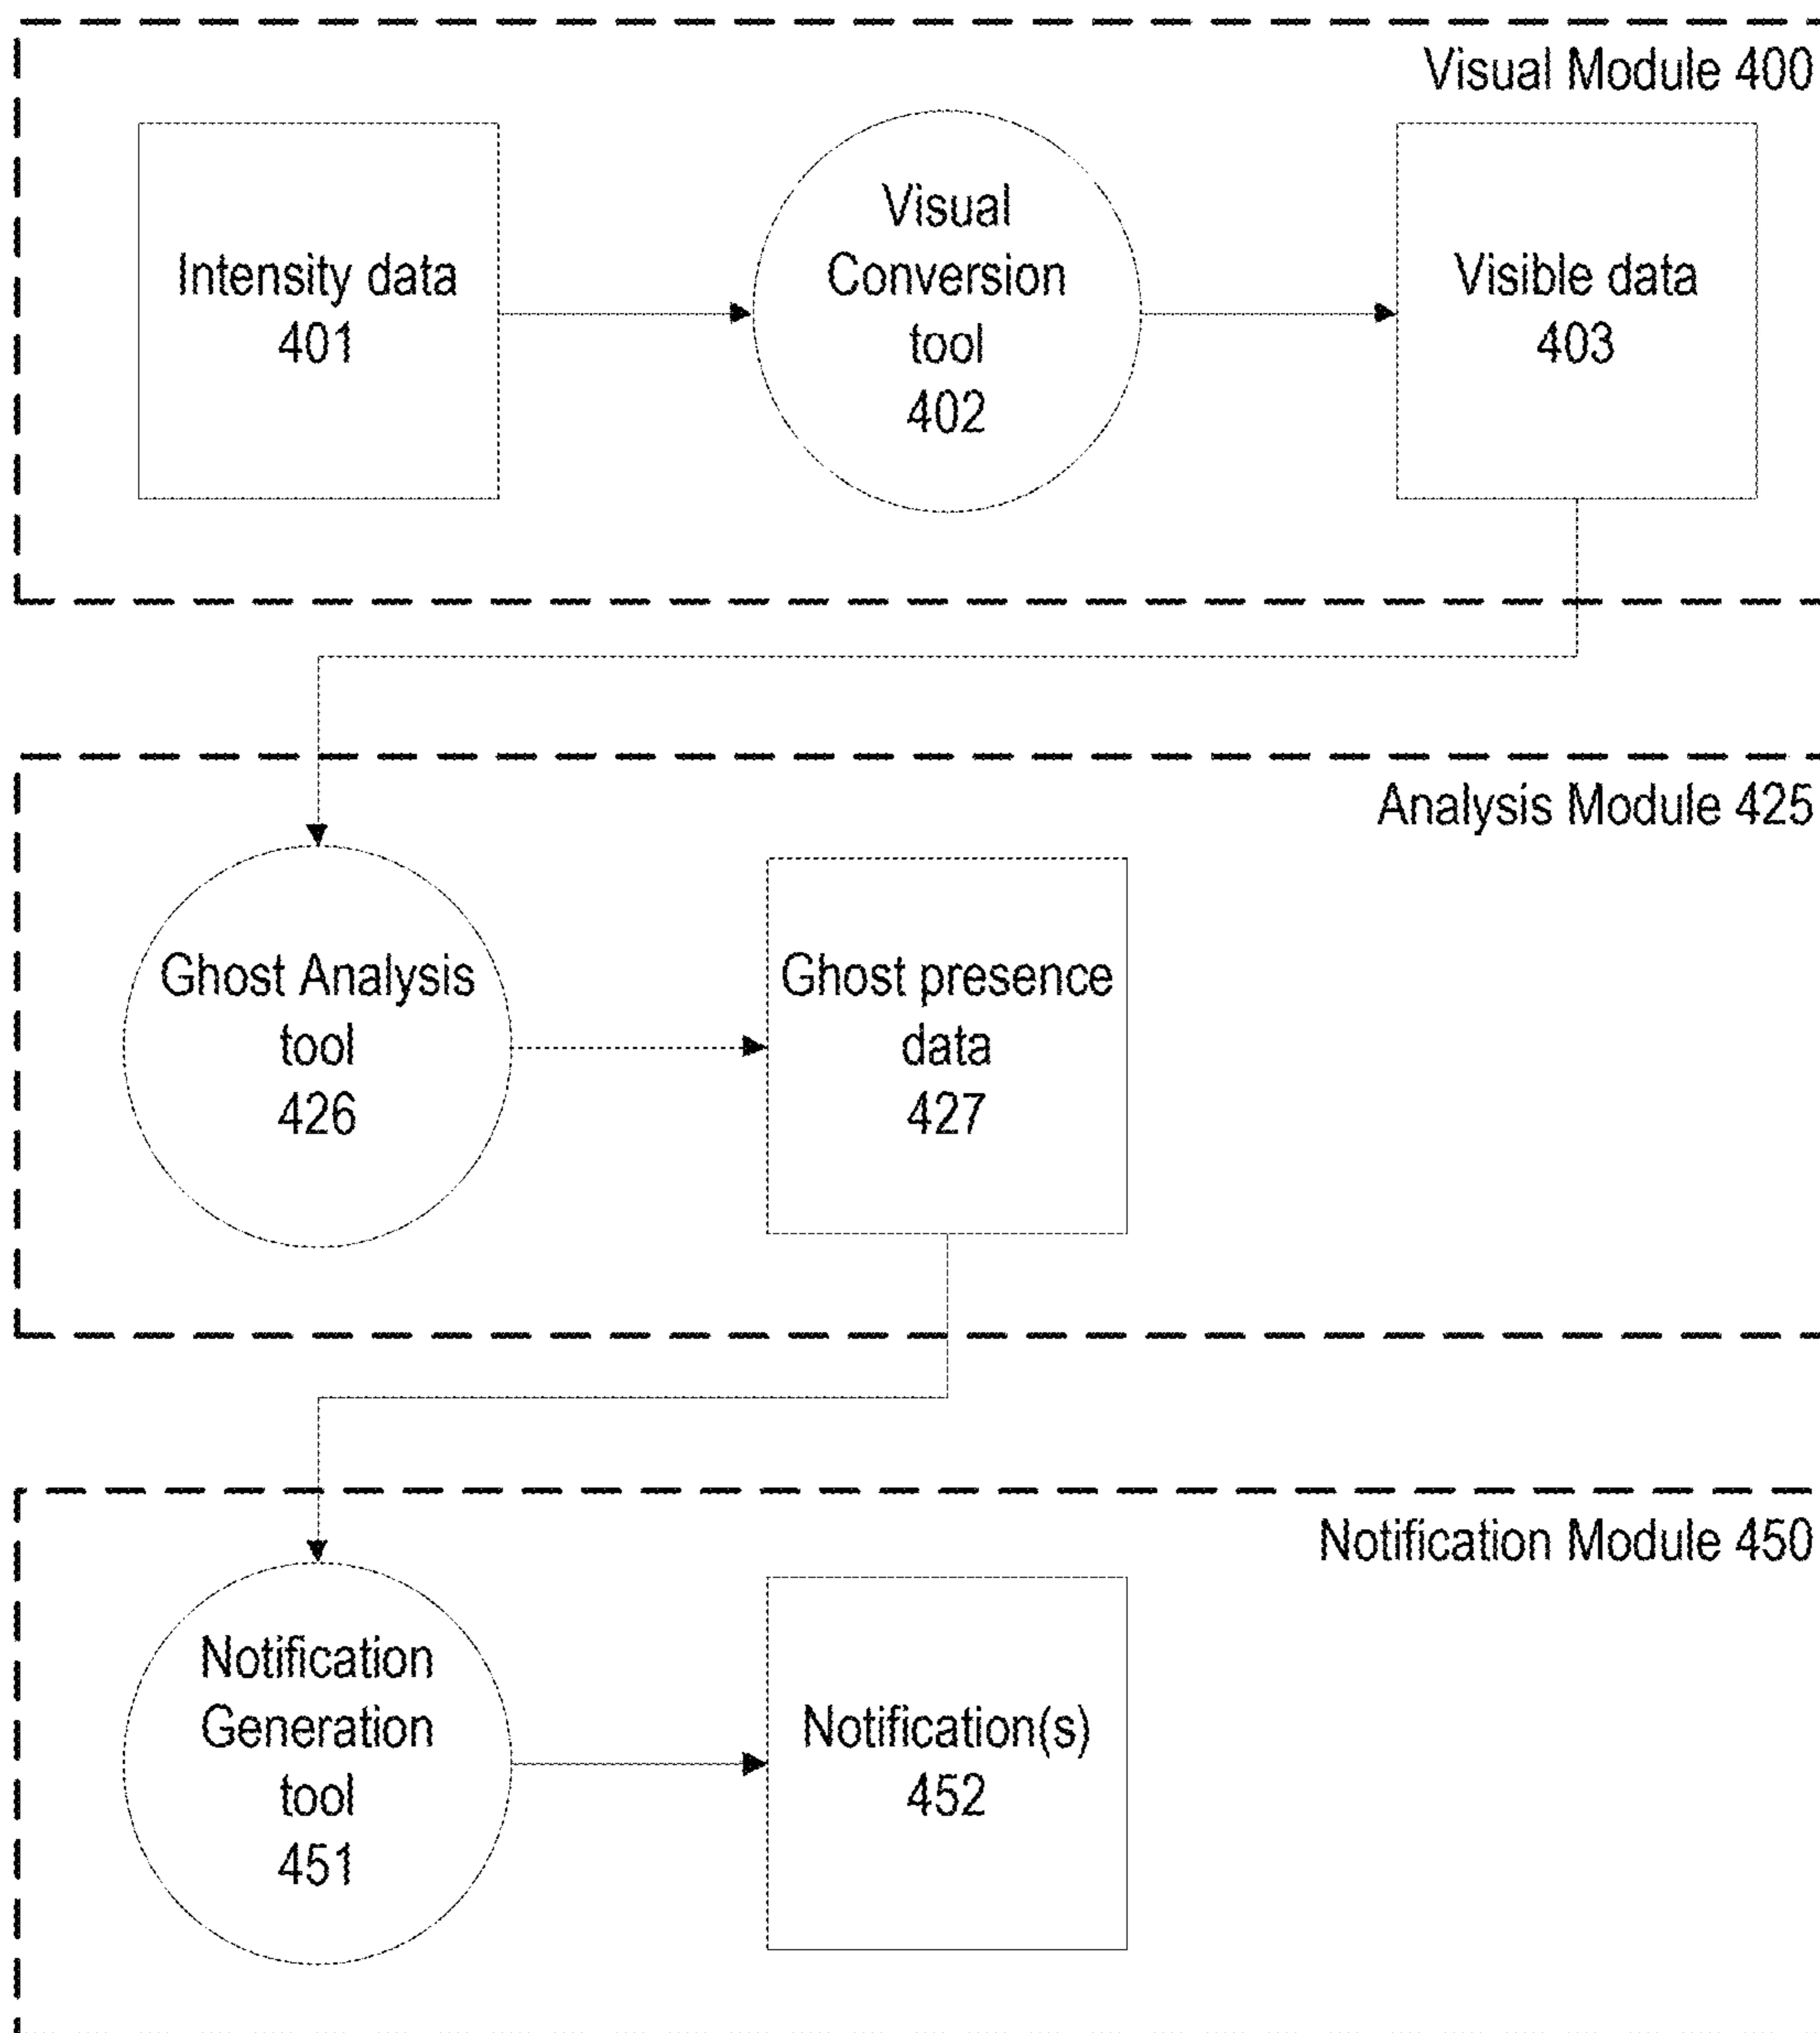 Visual Module 400
Intensity data
401
Visual
Conversion
tool
402
Visible data
403
Analysis Module 425
Ghost Analysis
tool
426
Ghost presence
data
427
Notification Module 450
Notification
Generation
tool
451
Notification(s)
452